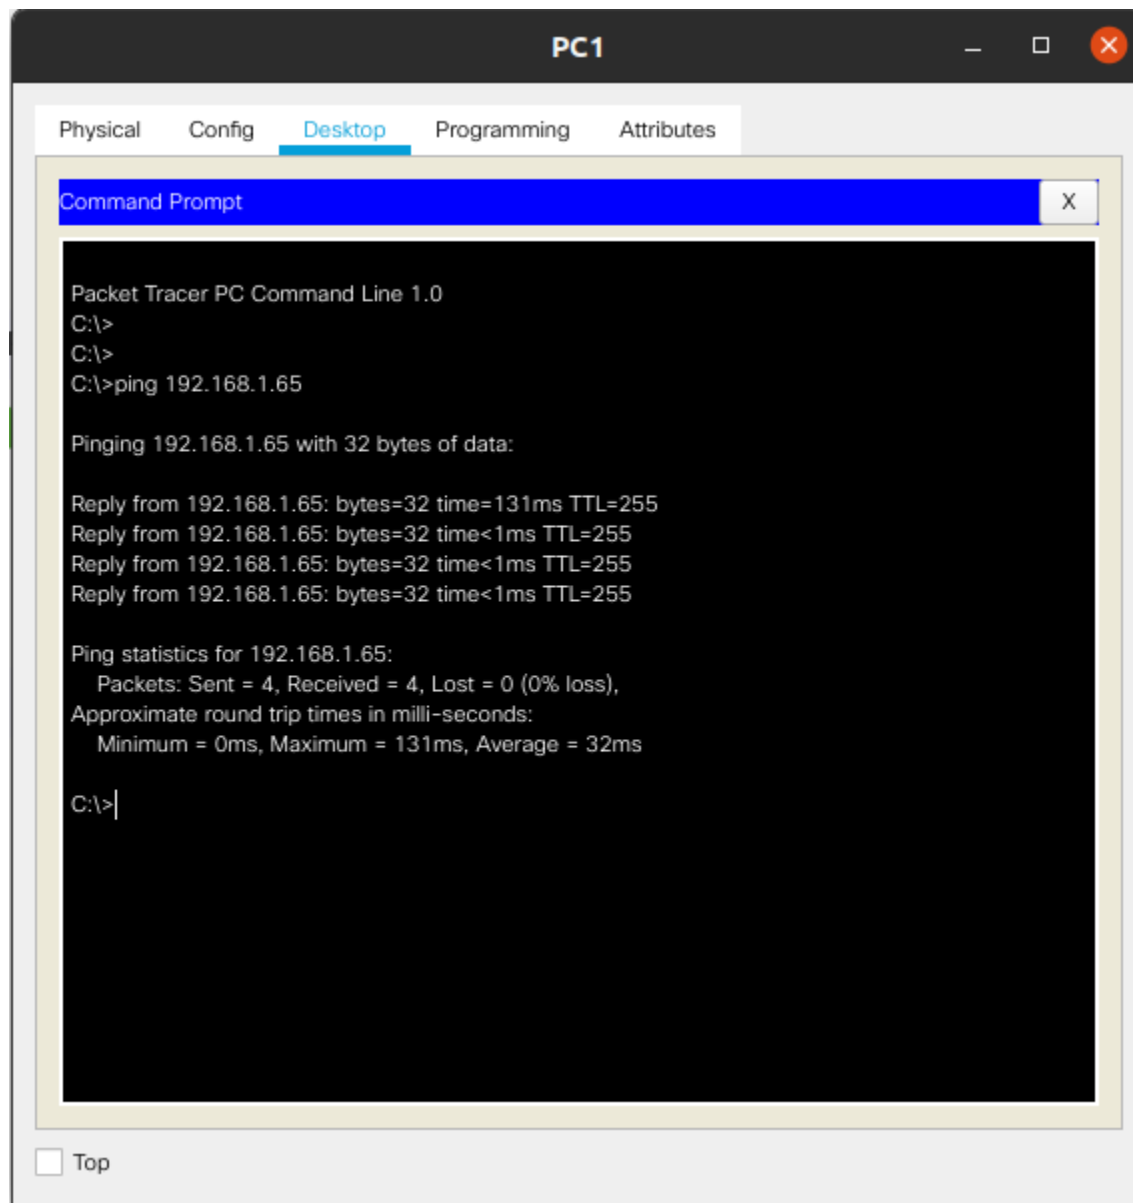 PC1
Physical Config Desktop Programming Attributes
Command Prompt X
Packet Tracer PC Command Line 1.0
C:\>
C:\>
C:\>ping 192.168.1.65
Pinging 192.168.1.65 with 32 bytes of data:
Reply from 192.168.1.65: bytes=32 time=131ms TTL=255
Reply from 192.168.1.65: bytes=32 time<1ms TTL=255
Reply from 192.168.1.65: bytes=32 time<1ms TTL=255
Reply from 192.168.1.65: bytes=32 time<1ms TTL=255
Ping statistics for 192.168.1.65:
Packets: Sent = 4, Received = 4, Lost = 0 (0% loss),
Approximate round trip times in milli-seconds:
Minimum = 0ms, Maximum = 131ms, Average = 32ms
C:\>
Top